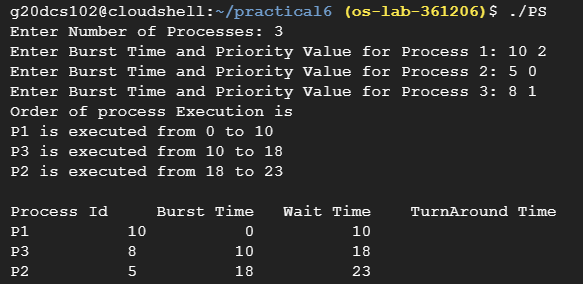 g20dcs102@cloudshell:~/practical6 (os-lab-361206)$ ./PS
Enter Number of Processes: 3
Enter Burst Time and Priority Value for Process 1: 10 2
Enter Burst Time and Priority Value for Process 2: 5 0
Enter Burst Time and Priority Value for Process 3: 8 1
Order of process Execution is
P1 is executed from 0 to 10
P3 is executed from 10 to 18
P2 is executed from 18 to 23
Process Id Burst Time Wait Time TurnAround Time
P1 10 0 10
P3 8 10 18
P2 5 18 23